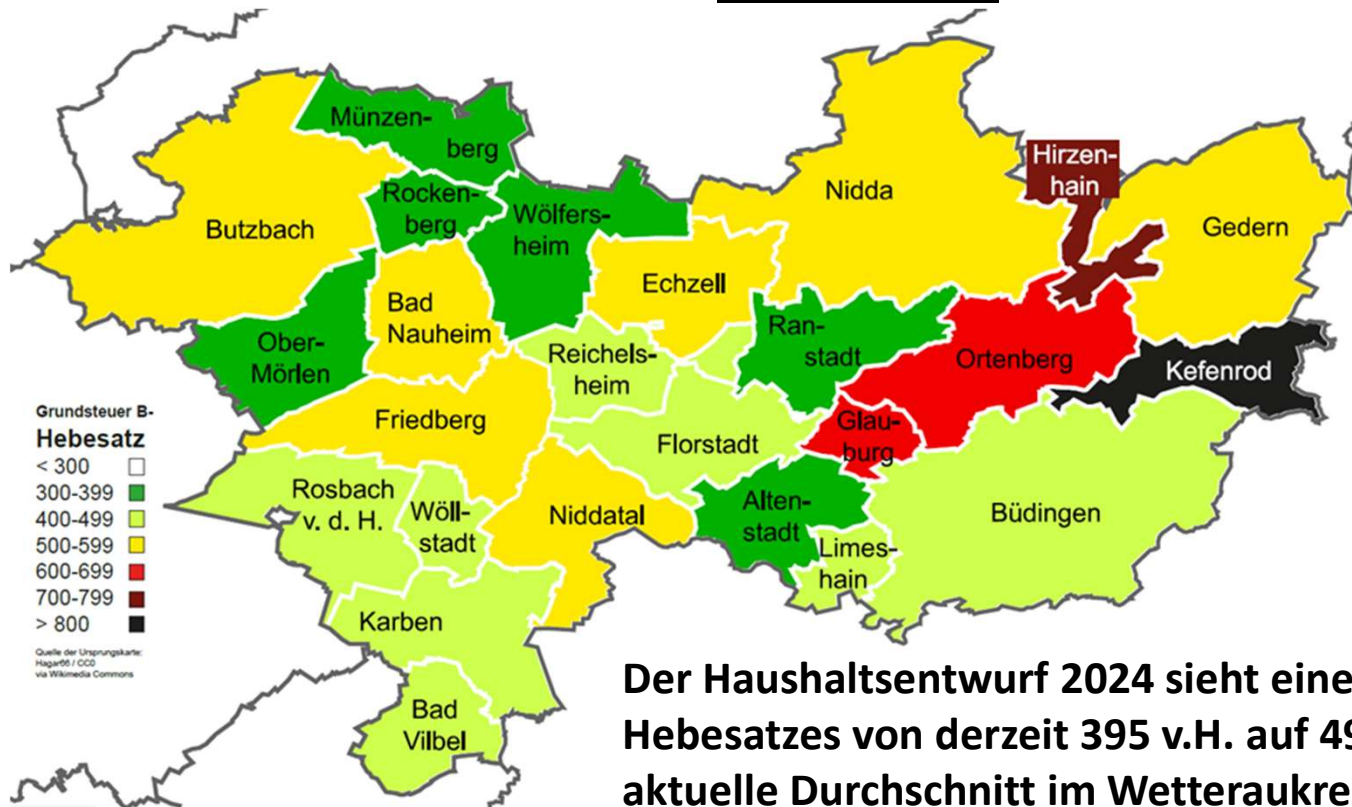 Münzen-
berg
Hirzen-
hain
Rocken-
berg
Wölfers-
heim
Nidda
Butzbach
Gedern
Echzell
Bad
Nauheim
Ran-
stadt
Ober-
Mörlen
Reichels-
heim
Ortenberg
Kefenrod
Friedberg
Glau-
burg
Florstadt
Rosbach
v. d. H.
Wöll-
stadt
Niddatal
Alten-
stadt
Büdingen
Limes-
hain
Karben
Bad
Vilbel
Grundsteuer B-
Hebesatz
< 300
300-399
400-499
500-599
600-699
700-799
> 800
Quelle der Ursprungskarte:
Hagar66 / CC0
via Wikimedia Commons
Der Haushaltsentwurf 2024 sieht eine
Hebesatzes von derzeit 395 v.H. auf 49
aktuelle Durchschnitt im Wetteraukre